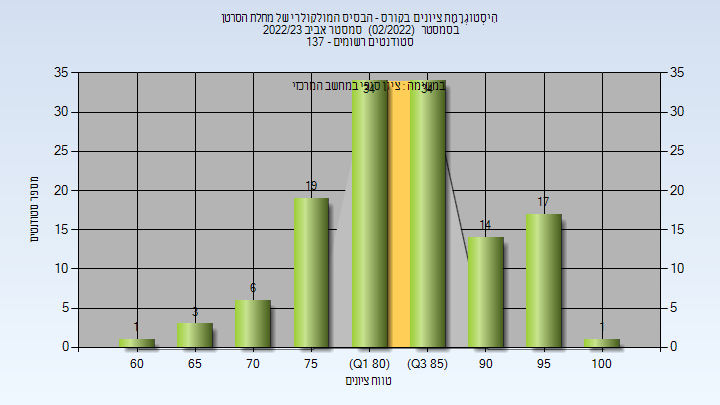 היסטוגרמת ציונים בקורס - הבסיס המולקולרי של מחלת הסרטן
בסמסטר (02/2022) סמסטר אביב 2022/23
סטודנטים רשומים - 137
במשימה : ציון סופי במחשב המרכזי
35 35
30 30
25 25
20 20
15 15
10 10
5 5
0 0
מספר סטודנטים
1 3 6 19 34 34 14 17 1
60 65 70 75 (Q1 80) (Q3 85) 90 95 100
טווח ציונים